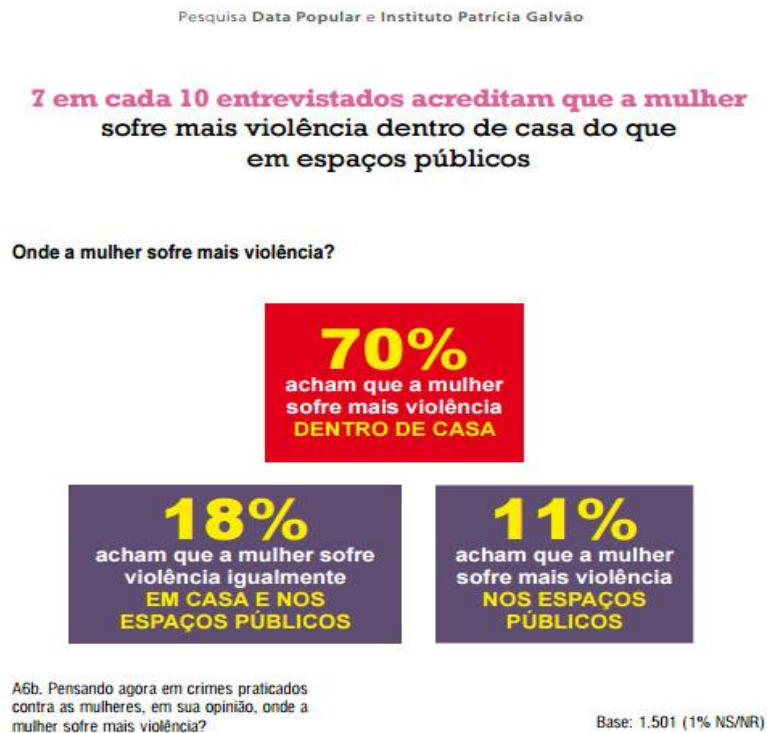 Pesquisa Data Popular e Instituto Patrícia Galvão
7 em cada 10 entrevistados acreditam que a mulher
sofre mais violência dentro de casa do que
em espaços públicos
Onde a mulher sofre mais violência?
70%
acham que a mulher
sofre mais violência
DENTRO DE CASA
18%
acham que a mulher sofre
violência igualmente
EM CASA E NOS
ESPAÇOS PÚBLICOS
11%
acham que a mulher
sofre mais violência
NOS ESPAÇOS
PÚBLICOS
A6b. Pensando agora em crimes praticados
contra as mulheres, em sua opinião, onde a
mulher sofre mais violência?
Base: 1.501 (1% NS/NR)